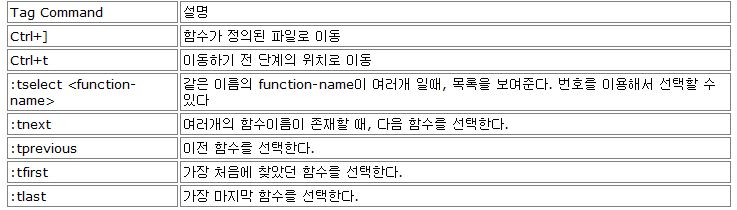 Tag Command 설명
Ctrl+] 함수가 정의된 파일로 이동
Ctrl+t 이동하기 전 단계의 위치로 이동
:tselect <function-name> 같은 이름의 function-name이 여러개 일때, 목록을 보여준다. 번호를 이용해서 선택할 수 있다
:tnext 여러개의 함수이름이 존재할 때, 다음 함수를 선택한다.
:tprevious 이전 함수를 선택한다.
:tfirst 가장 처음에 찾았던 함수를 선택한다.
:tlast 가장 마지막 함수를 선택한다.